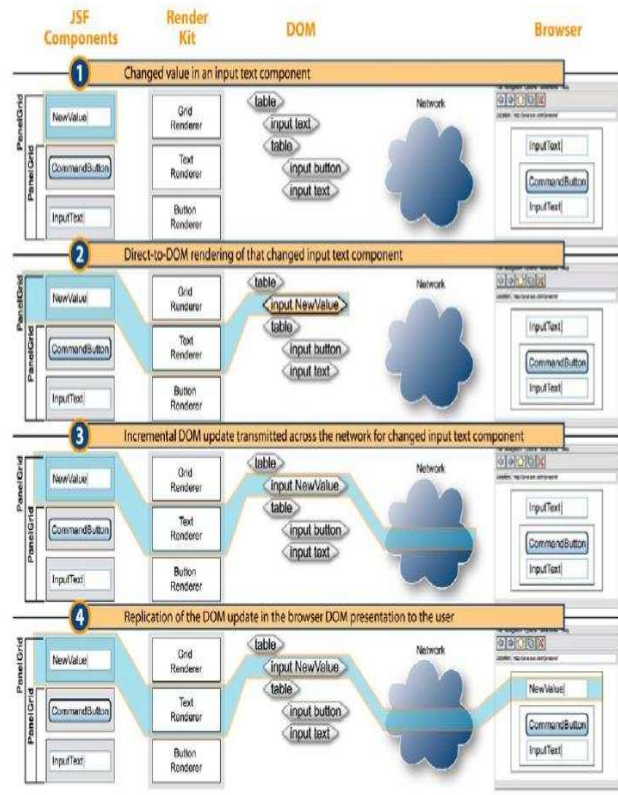 JSF Components Render Kit DOM Browser
1 Changed value in an input text component
PanelGrid
PanelGrid
NewValue
CommandButton
InputText
Grid Renderer
Text Renderer
Button Renderer
table
input text
table
input button
input text
Network
InputText
CommandButton
InputText
2 Direct-to-DOM rendering of that changed input text component
PanelGrid
PanelGrid
NewValue
CommandButton
InputText
Grid Renderer
Text Renderer
Button Renderer
table
input NewValue
table
input button
input text
Network
InputText
CommandButton
InputText
3 Incremental DOM update transmitted across the network for changed input text component
PanelGrid
PanelGrid
NewValue
CommandButton
InputText
Grid Renderer
Text Renderer
Button Renderer
table
input NewValue
table
input button
input text
Network
InputText
CommandButton
InputText
4 Replication of the DOM update in the browser DOM presentation to the user
PanelGrid
PanelGrid
NewValue
CommandButton
InputText
Grid Renderer
Text Renderer
Button Renderer
table
input NewValue
table
input button
input text
Network
NewValue
CommandButton
InputText